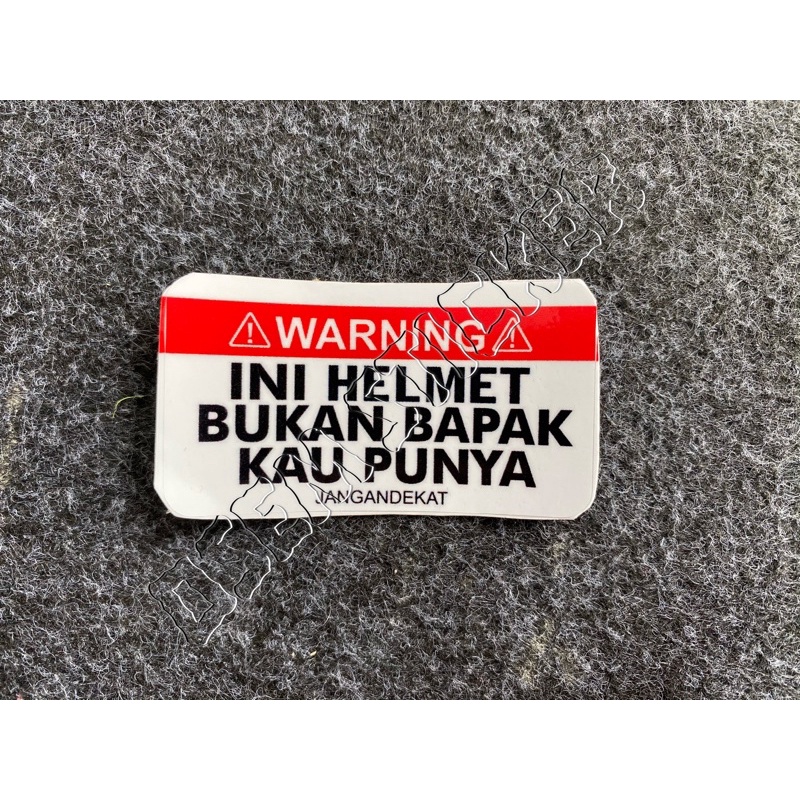 WARNING
INI HELMET
BUKAN BAPAK
KAU PUNYA
JANGANDEKAT